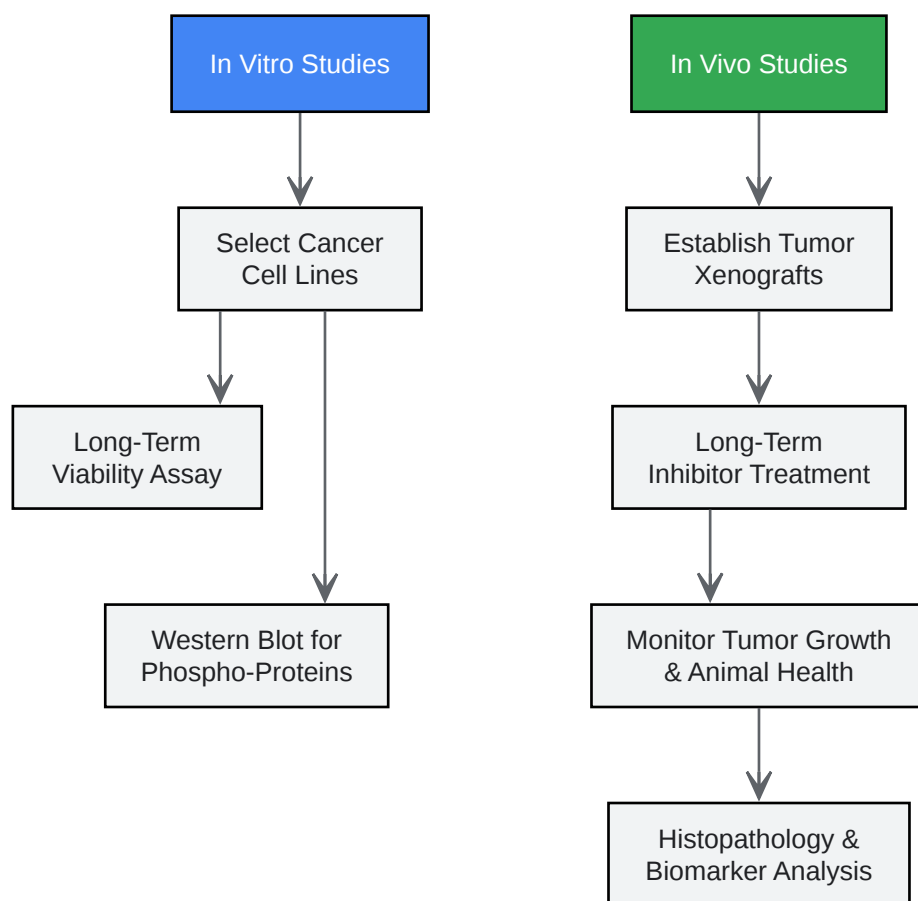 In Vitro Studies
In Vivo Studies
Select Cancer
Cell Lines
Establish Tumor
Xenografts
Long-Term
Viability Assay
Long-Term
Inhibitor Treatment
Western Blot for
Phospho-Proteins
Monitor Tumor Growth
& Animal Health
Histopathology &
Biomarker Analysis